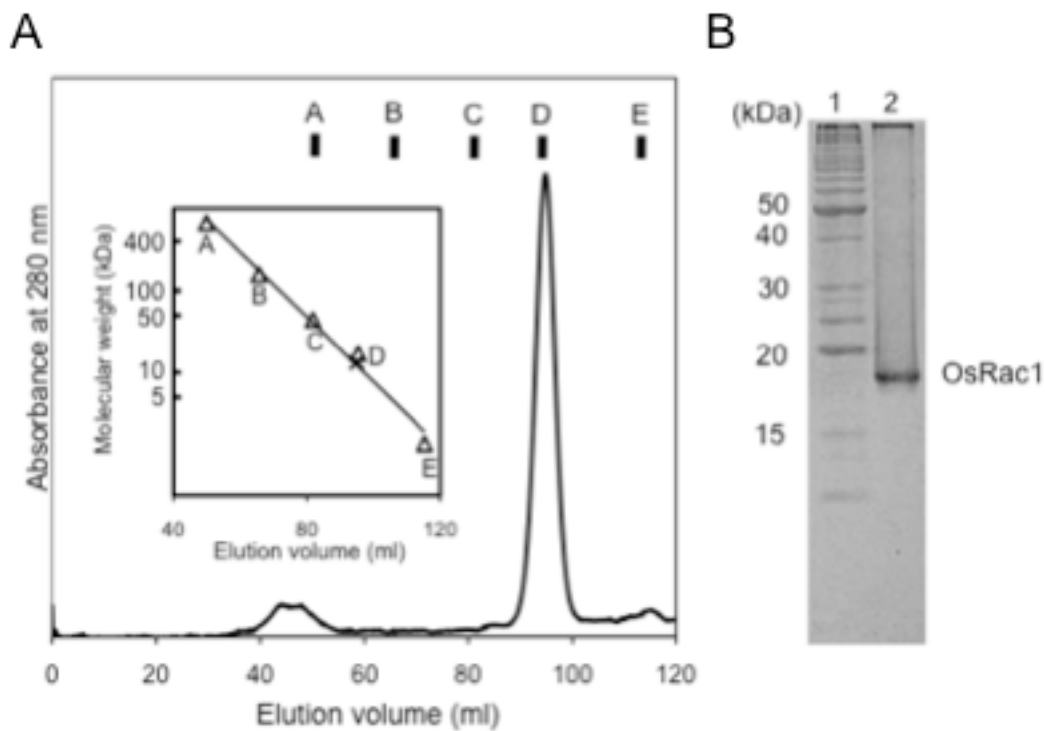 A
B
A B C D E
Absorbance at 280 nm
Molecular weight (kDa)
400
100
50
10
5
A
B
C
D
E
40 80 120
Elution volume (ml)
0 20 40 60 80 100 120
Elution volume (ml)
(kDa) 1 2
50
40
30
20
15
OsRac1